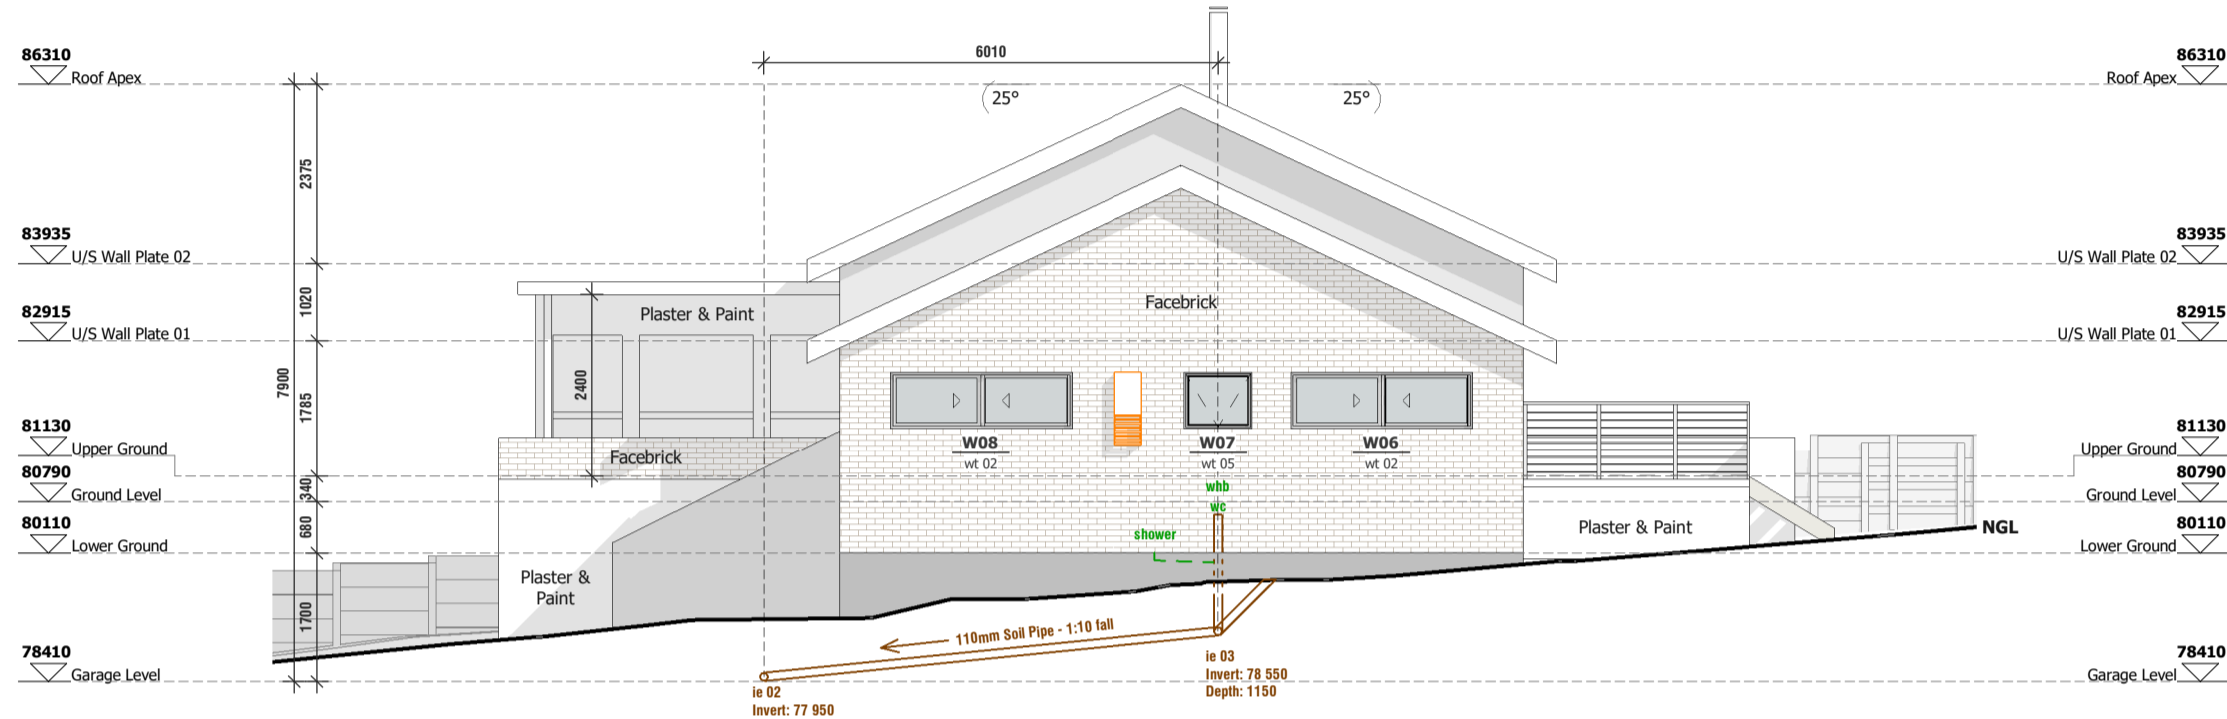 86310
Roof Apex
83935
U/S Wall Plate 02
82915
U/S Wall Plate 01
81130
Upper Ground
80790
Ground Level
80110
Lower Ground
78410
Garage Level
7900
2375
1020
1785
340
680
1700
6010
25°
25°
2400
Plaster & Paint
Facebrick
Plaster &
Paint
Facebrick
W08
wt 02
W07
wt 05
W06
wt 02
whb
wc
shower
110mm Soil Pipe - 1:10 fall
ie 02
Invert: 77 950
ie 03
Invert: 78 550
Depth: 1150
Plaster & Paint
NGL
86310
Roof Apex
83935
U/S Wall Plate 02
82915
U/S Wall Plate 01
81130
Upper Ground
80790
Ground Level
80110
Lower Ground
78410
Garage Level